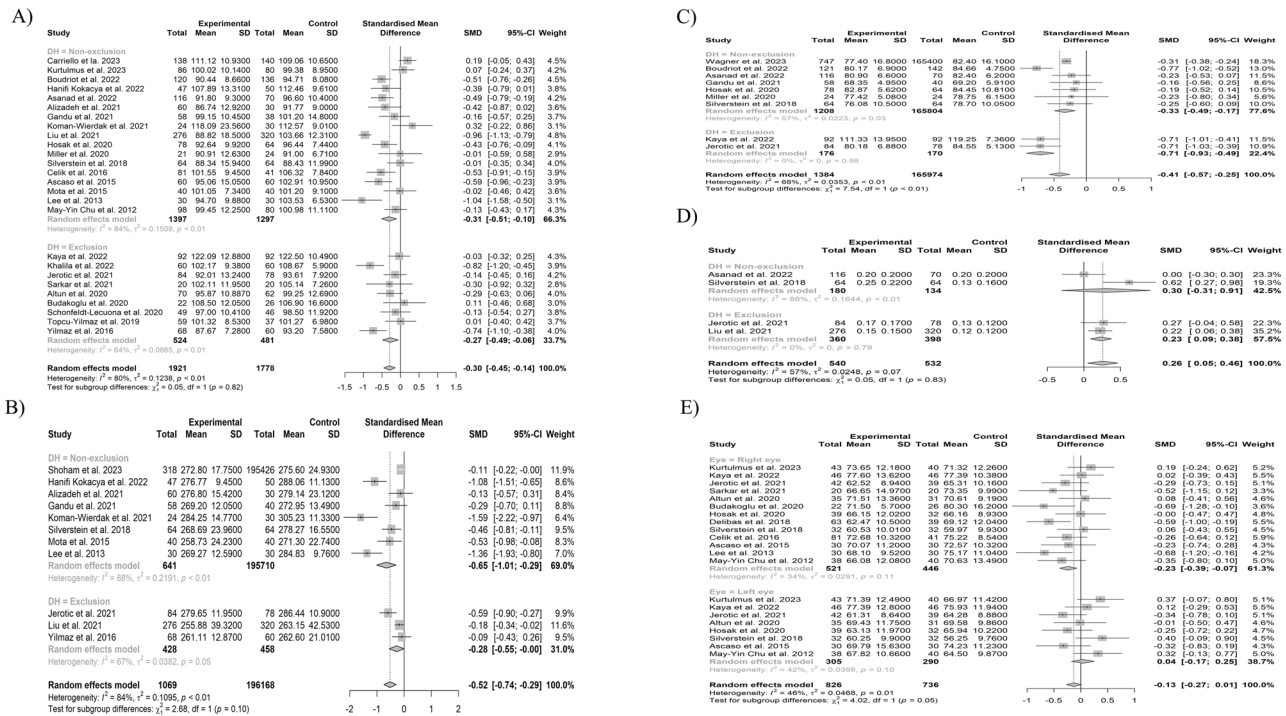 A)
Experimental Control Standardised Mean
Study Total Mean SD Total Mean SD Difference SMD 95%-CI Weight
DH = Non-exclusion
Carriello et la. 2023 138 111.12 10.9300 140 109.06 10.6500 0.19 [-0.05; 0.43] 4.5%
Kurtulmus et al. 2023 86 100.02 10.1400 80 99.38 8.3900 0.07 [-0.24; 0.37] 4.2%
Boudriot et al. 2022 120 90.44 8.6600 136 94.71 8.0800 -0.51 [-0.76; -0.26] 4.4%
Hanifi Kokacya et al. 2022 47 107.89 13.3100 50 112.46 9.6100 -0.39 [-0.79; 0.01] 3.7%
Asanad et al. 2022 116 91.80 9.3000 70 96.60 10.4000 -0.49 [-0.79; -0.19] 4.2%
Alizadeh et al. 2021 60 86.74 12.9200 30 91.77 9.0000 -0.42 [-0.87; 0.02] 3.5%
Gandu et al. 2021 58 99.15 10.4500 38 101.20 14.8000 -0.16 [-0.57; 0.25] 3.6%
Koman-Wierdak et al. 2021 24 118.09 23.5600 30 112.57 9.0100 0.32 [-0.22; 0.86] 3.0%
Liu et al. 2021 276 88.82 18.5000 320 103.66 12.3100 -0.96 [-1.13; -0.79] 4.8%
Hosak et al. 2020 78 92.64 9.1300 64 96.44 7.4400 -0.43 [-0.76; -0.09] 4.1%
Miller et al. 2020 21 90.91 12.6300 24 91.00 6.7100 -0.01 [-0.59; 0.58] 2.8%
Silverstein et al. 2018 64 88.34 15.9400 64 88.43 11.9900 -0.01 [-0.35; 0.34] 4.0%
Celik et al. 2016 81 101.55 9.4500 41 106.32 7.8400 -0.53 [-0.91; -0.15] 3.8%
Ascaso et al. 2015 60 95.06 15.0500 60 102.91 10.9500 -0.59 [-0.96; -0.23] 3.9%
Mota et al. 2015 40 101.05 7.3400 40 101.20 9.1000 -0.02 [-0.46; 0.42] 3.5%
Lee et al. 2013 30 94.70 9.8800 30 103.53 6.5300 -1.04 [-1.58; -0.50] 3.0%
May-Yin Chu et al. 2012 98 99.45 12.2500 80 100.98 11.1100 -0.13 [-0.43; 0.17] 4.2%
Random effects model 1397 1297 -0.31 [-0.51; -0.10] 66.3%
Heterogeneity: I² = 84%, τ² = 0.1509, p < 0.01
DH = Exclusion
Kaya et al. 2022 92 122.09 12.8800 92 122.50 12.4900 -0.03 [-0.32; 0.25] 4.3%
Khalila et al. 2022 60 102.17 9.3800 60 108.67 5.9000 -0.82 [-1.20; -0.45] 3.8%
Jerotic et al. 2021 84 92.01 13.2400 78 93.61 7.9200 -0.14 [-0.45; 0.16] 4.2%
Sarkar et al. 2021 20 102.11 11.9500 20 105.14 7.2600 -0.30 [-0.92; 0.32] 2.6%
Altun et al. 2020 70 95.87 10.8870 62 99.25 12.6900 -0.29 [-0.63; 0.06] 4.0%
Budakoglu et al. 2020 22 108.50 12.0500 26 106.90 16.6000 0.11 [-0.46; 0.68] 2.8%
Schonfeldt-Lecuona et al. 2020 49 97.00 10.4100 46 98.50 11.9200 -0.13 [-0.54; 0.27] 3.6%
Topcu-Yilmaz et al. 2019 59 101.32 8.5300 37 101.27 6.9800 0.01 [-0.40; 0.42] 3.6%
Yilmaz et al. 2016 68 87.67 7.2800 60 93.20 7.5800 -0.74 [-1.10; -0.38] 3.9%
Random effects model 524 481 -0.27 [-0.49; -0.06] 33.7%
Heterogeneity: I² = 64%, τ² = 0.0665, p < 0.01
Random effects model 1921 1778 -0.30 [-0.45; -0.14] 100.0%
Heterogeneity: I² = 80%, τ² = 0.1238, p < 0.01
Test for subgroup differences: χ²₁ = 0.05, df = 1 (p = 0.82)
-1.5 -1 -0.5 0 0.5 1 1.5
B)
Experimental Control Standardised Mean
Study Total Mean SD Total Mean SD Difference SMD 95%-CI Weight
DH = Non-exclusion
Shoham et al. 2023 318 272.80 17.7500 195426 275.60 24.9300 -0.11 [-0.22; -0.00] 11.9%
Hanifi Kokacya et al. 2022 47 276.77 9.4500 50 288.06 11.1300 -1.08 [-1.51; -0.65] 8.6%
Alizadeh et al. 2021 60 276.80 15.4200 30 279.14 23.1200 -0.13 [-0.57; 0.31] 8.4%
Gandu et al. 2021 58 269.20 12.0500 40 272.95 13.4900 -0.29 [-0.70; 0.11] 8.8%
Koman-Wierdak et al. 2021 24 284.25 14.7700 30 305.23 11.3300 -1.59 [-2.22; -0.97] 6.3%
Silverstein et al. 2018 64 268.69 23.9600 64 278.27 16.5500 -0.46 [-0.81; -0.11] 9.5%
Mota et al. 2015 40 258.73 24.2300 40 271.30 22.7400 -0.53 [-0.98; -0.08] 8.4%
Lee et al. 2013 30 269.27 12.5900 30 284.83 9.7600 -1.36 [-1.93; -0.80] 7.0%
Random effects model 641 195710 -0.65 [-1.01; -0.29] 69.0%
Heterogeneity: I² = 88%, τ² = 0.2191, p < 0.01
DH = Exclusion
Jerotic et al. 2021 84 279.65 11.9500 78 286.44 10.9000 -0.59 [-0.90; -0.27] 9.9%
Liu et al. 2021 276 255.88 39.3200 320 263.15 42.5300 -0.18 [-0.34; -0.02] 11.6%
Yilmaz et al. 2016 68 261.11 12.8700 60 262.60 21.0100 -0.09 [-0.43; 0.26] 9.5%
Random effects model 428 458 -0.28 [-0.55; -0.00] 31.0%
Heterogeneity: I² = 67%, τ² = 0.0382, p = 0.05
Random effects model 1069 196168 -0.52 [-0.74; -0.29] 100.0%
Heterogeneity: I² = 84%, τ² = 0.1095, p < 0.01
Test for subgroup differences: χ²₁ = 2.68, df = 1 (p = 0.10)
-2 -1 0 1 2
C)
Experimental Control Standardised Mean
Study Total Mean SD Total Mean SD Difference SMD 95%-CI Weight
DH = Non-exclusion
Wagner et al. 2023 747 77.40 16.8000 165400 82.40 16.1000 -0.31 [-0.38; -0.24] 18.3%
Boudriot et al. 2022 121 80.17 6.9000 142 84.66 4.7500 -0.77 [-1.02; -0.52] 13.2%
Asanad et al. 2022 116 80.90 6.6000 70 82.40 6.2000 -0.23 [-0.53; 0.07]
Gandu et al. 2021 58 68.35 4.9500 40 69.20 5.9100 -0.16 [-0.56; 0.25]
Hosak et al. 2020 78 82.87 5.6200 64 84.45 10.8100 -0.19 [-0.52; 0.14]
Miller et al. 2020 24 77.42 5.0800 24 78.75 6.1500 -0.23 [-0.80; 0.34]
Silverstein et al. 2018 64 76.08 10.5000 64 78.70 10.0500 -0.25 [-0.60; 0.09]
Random effects model 1208 165804 -0.33 [-0.49; -0.17] 77.6%
Heterogeneity: I² = 57%, τ² = 0.0223, p = 0.03
DH = Exclusion
Kaya et al. 2022 92 111.33 13.9500 92 119.25 7.3600 -0.71 [-1.01; -0.41]
Jerotic et al. 2021 84 80.18 6.8800 78 84.55 5.1300 -0.71 [-1.03; -0.39]
Random effects model 176 170 -0.71 [-0.93; -0.49] 22.4%
Heterogeneity: I² = 0%, τ² = 0, p = 0.98
Random effects model 1384 165974 -0.41 [-0.57; -0.25] 100.0%
Heterogeneity: I² = 68%, τ² = 0.0353, p < 0.01
Test for subgroup differences: χ²₁ = 7.54, df = 1 (p < 0.01)
-1 -0.5 0 0.5 1
D)
Experimental Control Standardised Mean
Study Total Mean SD Total Mean SD Difference SMD 95%-CI Weight
DH = Non-exclusion
Asanad et al. 2022 116 0.20 0.2000 70 0.20 0.2000 0.00 [-0.30; 0.30] 23.3%
Silverstein et al. 2018 64 0.25 0.2200 64 0.13 0.1600 0.62 [0.27; 0.98] 19.3%
Random effects model 180 134 0.30 [-0.31; 0.91] 42.5%
Heterogeneity: I² = 86%, τ² = 0.1644, p < 0.01
DH = Exclusion
Jerotic et al. 2021 84 0.17 0.1700 78 0.13 0.1200 0.27 [-0.04; 0.58] 22.3%
Liu et al. 2021 276 0.15 0.1500 320 0.12 0.1200 0.22 [0.06; 0.38] 35.2%
Random effects model 360 398 0.23 [0.09; 0.38] 57.5%
Heterogeneity: I² = 0%, τ² = 0, p = 0.79
Random effects model 540 532 0.26 [0.05; 0.46] 100.0%
Heterogeneity: I² = 57%, τ² = 0.0248, p = 0.07
Test for subgroup differences: χ²₁ = 0.05, df = 1 (p = 0.83)
-0.5 0 0.5
E)
Experimental Control Standardised Mean
Study Total Mean SD Total Mean SD Difference SMD 95%-CI Weight
Eye = Right eye
Kurtulmus et al. 2023 43 73.65 12.1800 40 71.32 12.2600 0.19 [-0.24; 0.62] 5.2%
Kaya et al. 2022 46 77.60 13.6200 46 77.38 10.7700 0.02 [-0.39; 0.43]
Jerotic et al. 2021 42 62.52 8.9400 39 65.31 10.1600 -0.29 [-0.73; 0.15]
Sarkar et al. 2021 20 66.65 14.9700 20 73.35 9.9900 -0.52 [-1.15; 0.12]
Altun et al. 2020 35 71.51 13.3600 31 70.61 9.1900 0.08 [-0.41; 0.56]
Budakoglu et al. 2020 22 71.50 5.7000 26 80.30 16.2000 -0.69 [-1.28; -0.10]
Hosak et al. 2020 39 66.15 12.0200 32 66.16 8.9300 -0.00 [-0.47; 0.47]
Delibas et al. 2018 63 62.47 10.5000 39 69.12 12.0400 -0.59 [-1.00; -0.19]
Silverstein et al. 2018 32 60.53 10.0100 32 59.97 9.9300 0.06 [-0.43; 0.55]
Celik et al. 2016 81 72.68 10.3200 41 75.22 8.5400 -0.26 [-0.64; 0.12]
Ascaso et al. 2015 30 70.07 11.2000 30 72.57 10.3200 -0.23 [-0.74; 0.28]
Lee et al. 2013 30 68.10 9.5200 30 75.17 11.0400 -0.68 [-1.20; -0.16]
May-Yin Chu et al. 2012 38 66.08 12.0800 40 70.63 13.4900 -0.35 [-0.80; 0.10]
Random effects model 521 446 -0.23 [-0.39; -0.07] 61.3%
Heterogeneity: I² = 34%, τ² = 0.0291, p = 0.11
Eye = Left eye
Kurtulmus et al. 2023 43 71.39 12.4900 40 66.97 11.4200 0.37 [-0.07; 0.80]
Kaya et al. 2022 46 77.39 12.8800 46 75.93 11.9400 0.12 [-0.29; 0.53]
Jerotic et al. 2021 42 61.31 8.6400 39 64.28 8.8100 -0.34 [-0.78; 0.10]
Altun et al. 2020 35 69.43 11.7500 31 69.58 9.8600 -0.01 [-0.50; 0.47]
Hosak et al. 2020 39 63.13 11.9700 32 65.94 10.2200 -0.25 [-0.72; 0.22]
Silverstein et al. 2018 32 60.25 9.9000 32 56.25 9.7600 0.40 [-0.09; 0.90]
Ascaso et al. 2015 30 69.79 15.6300 30 74.23 11.2300
May-Yin Chu et al. 2012 38 67.82 10.6600 40 64.50 9.8700 0.32 [-0.13; 0.77]
Random effects model 305 290 0.04 [-0.17; 0.25] 38.7%
Heterogeneity: I² = 42%, τ² = 0.0398, p = 0.10
Random effects model 826 736 -0.13 [-0.27; 0.01] 100.0%
Heterogeneity: I² = 46%, τ² = 0.0468, p = 0.01
Test for subgroup differences: χ²₁ = 4.02, df = 1 (p = 0.05)
-1 -0.5 0 0.5 1